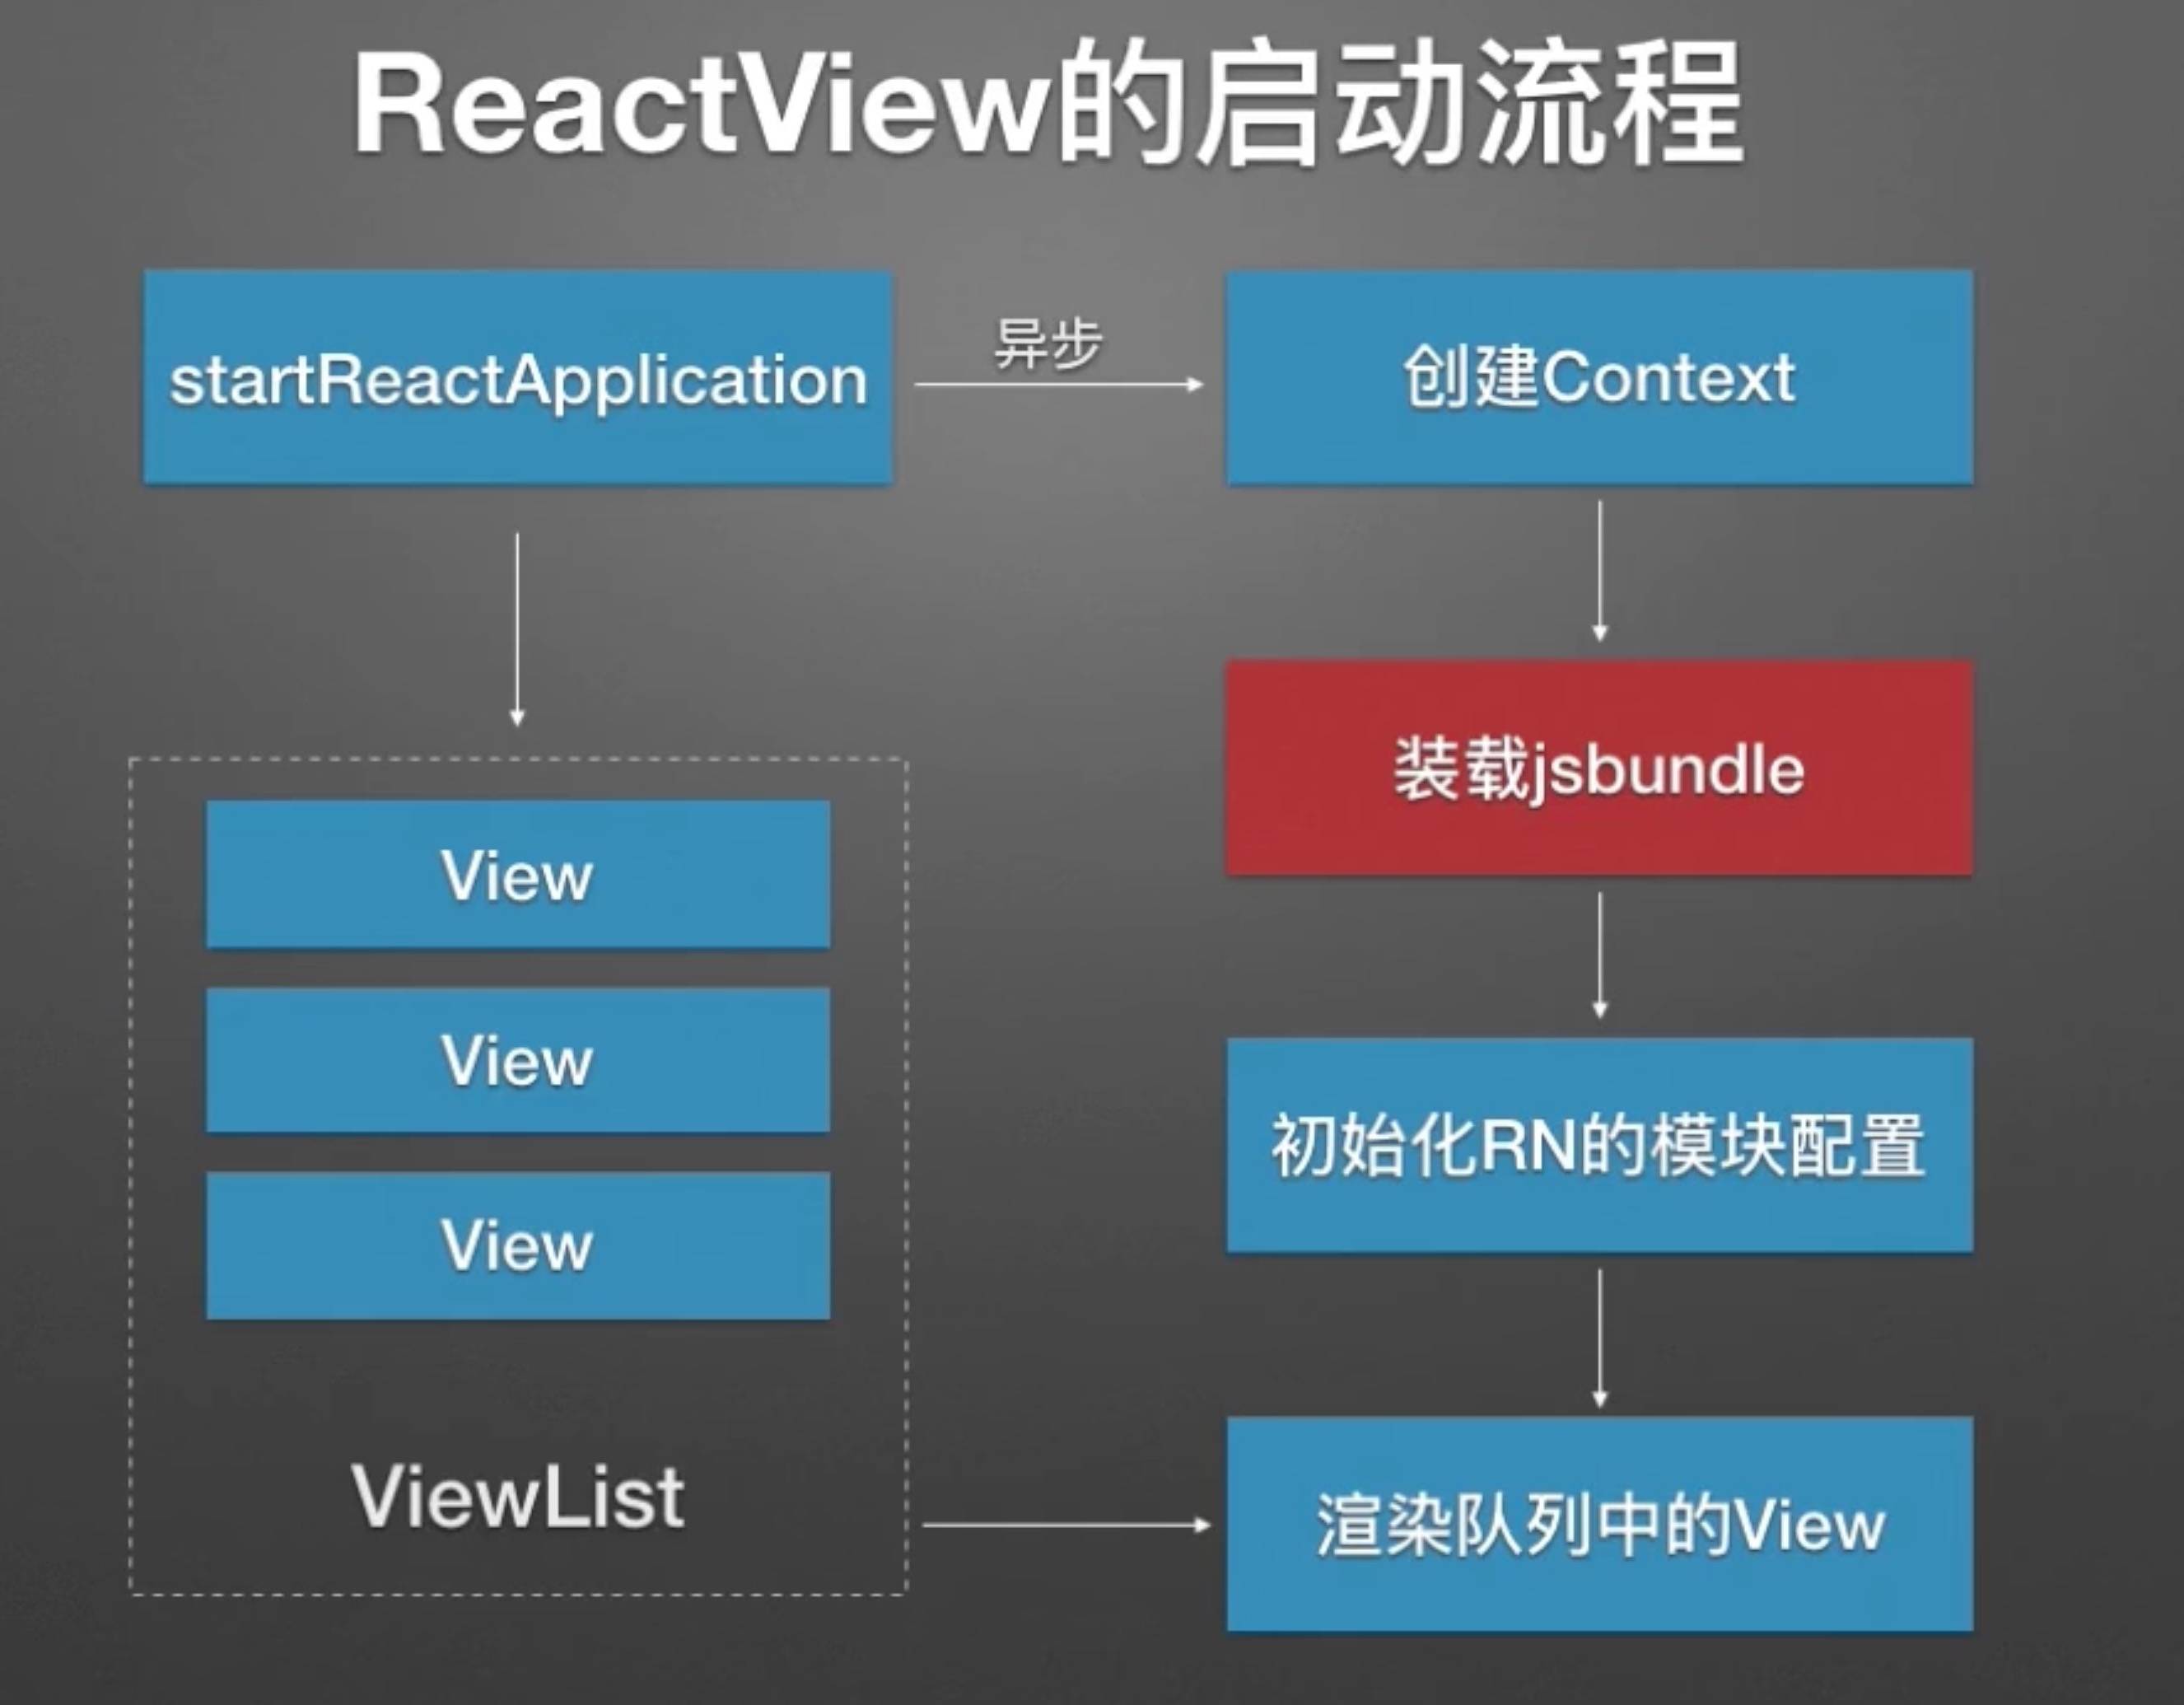 ReactView的启动流程
startReactApplication
异步
创建Context
装载jsbundle
View
View
初始化RN的模块配置
View
ViewList
渲染队列中的View